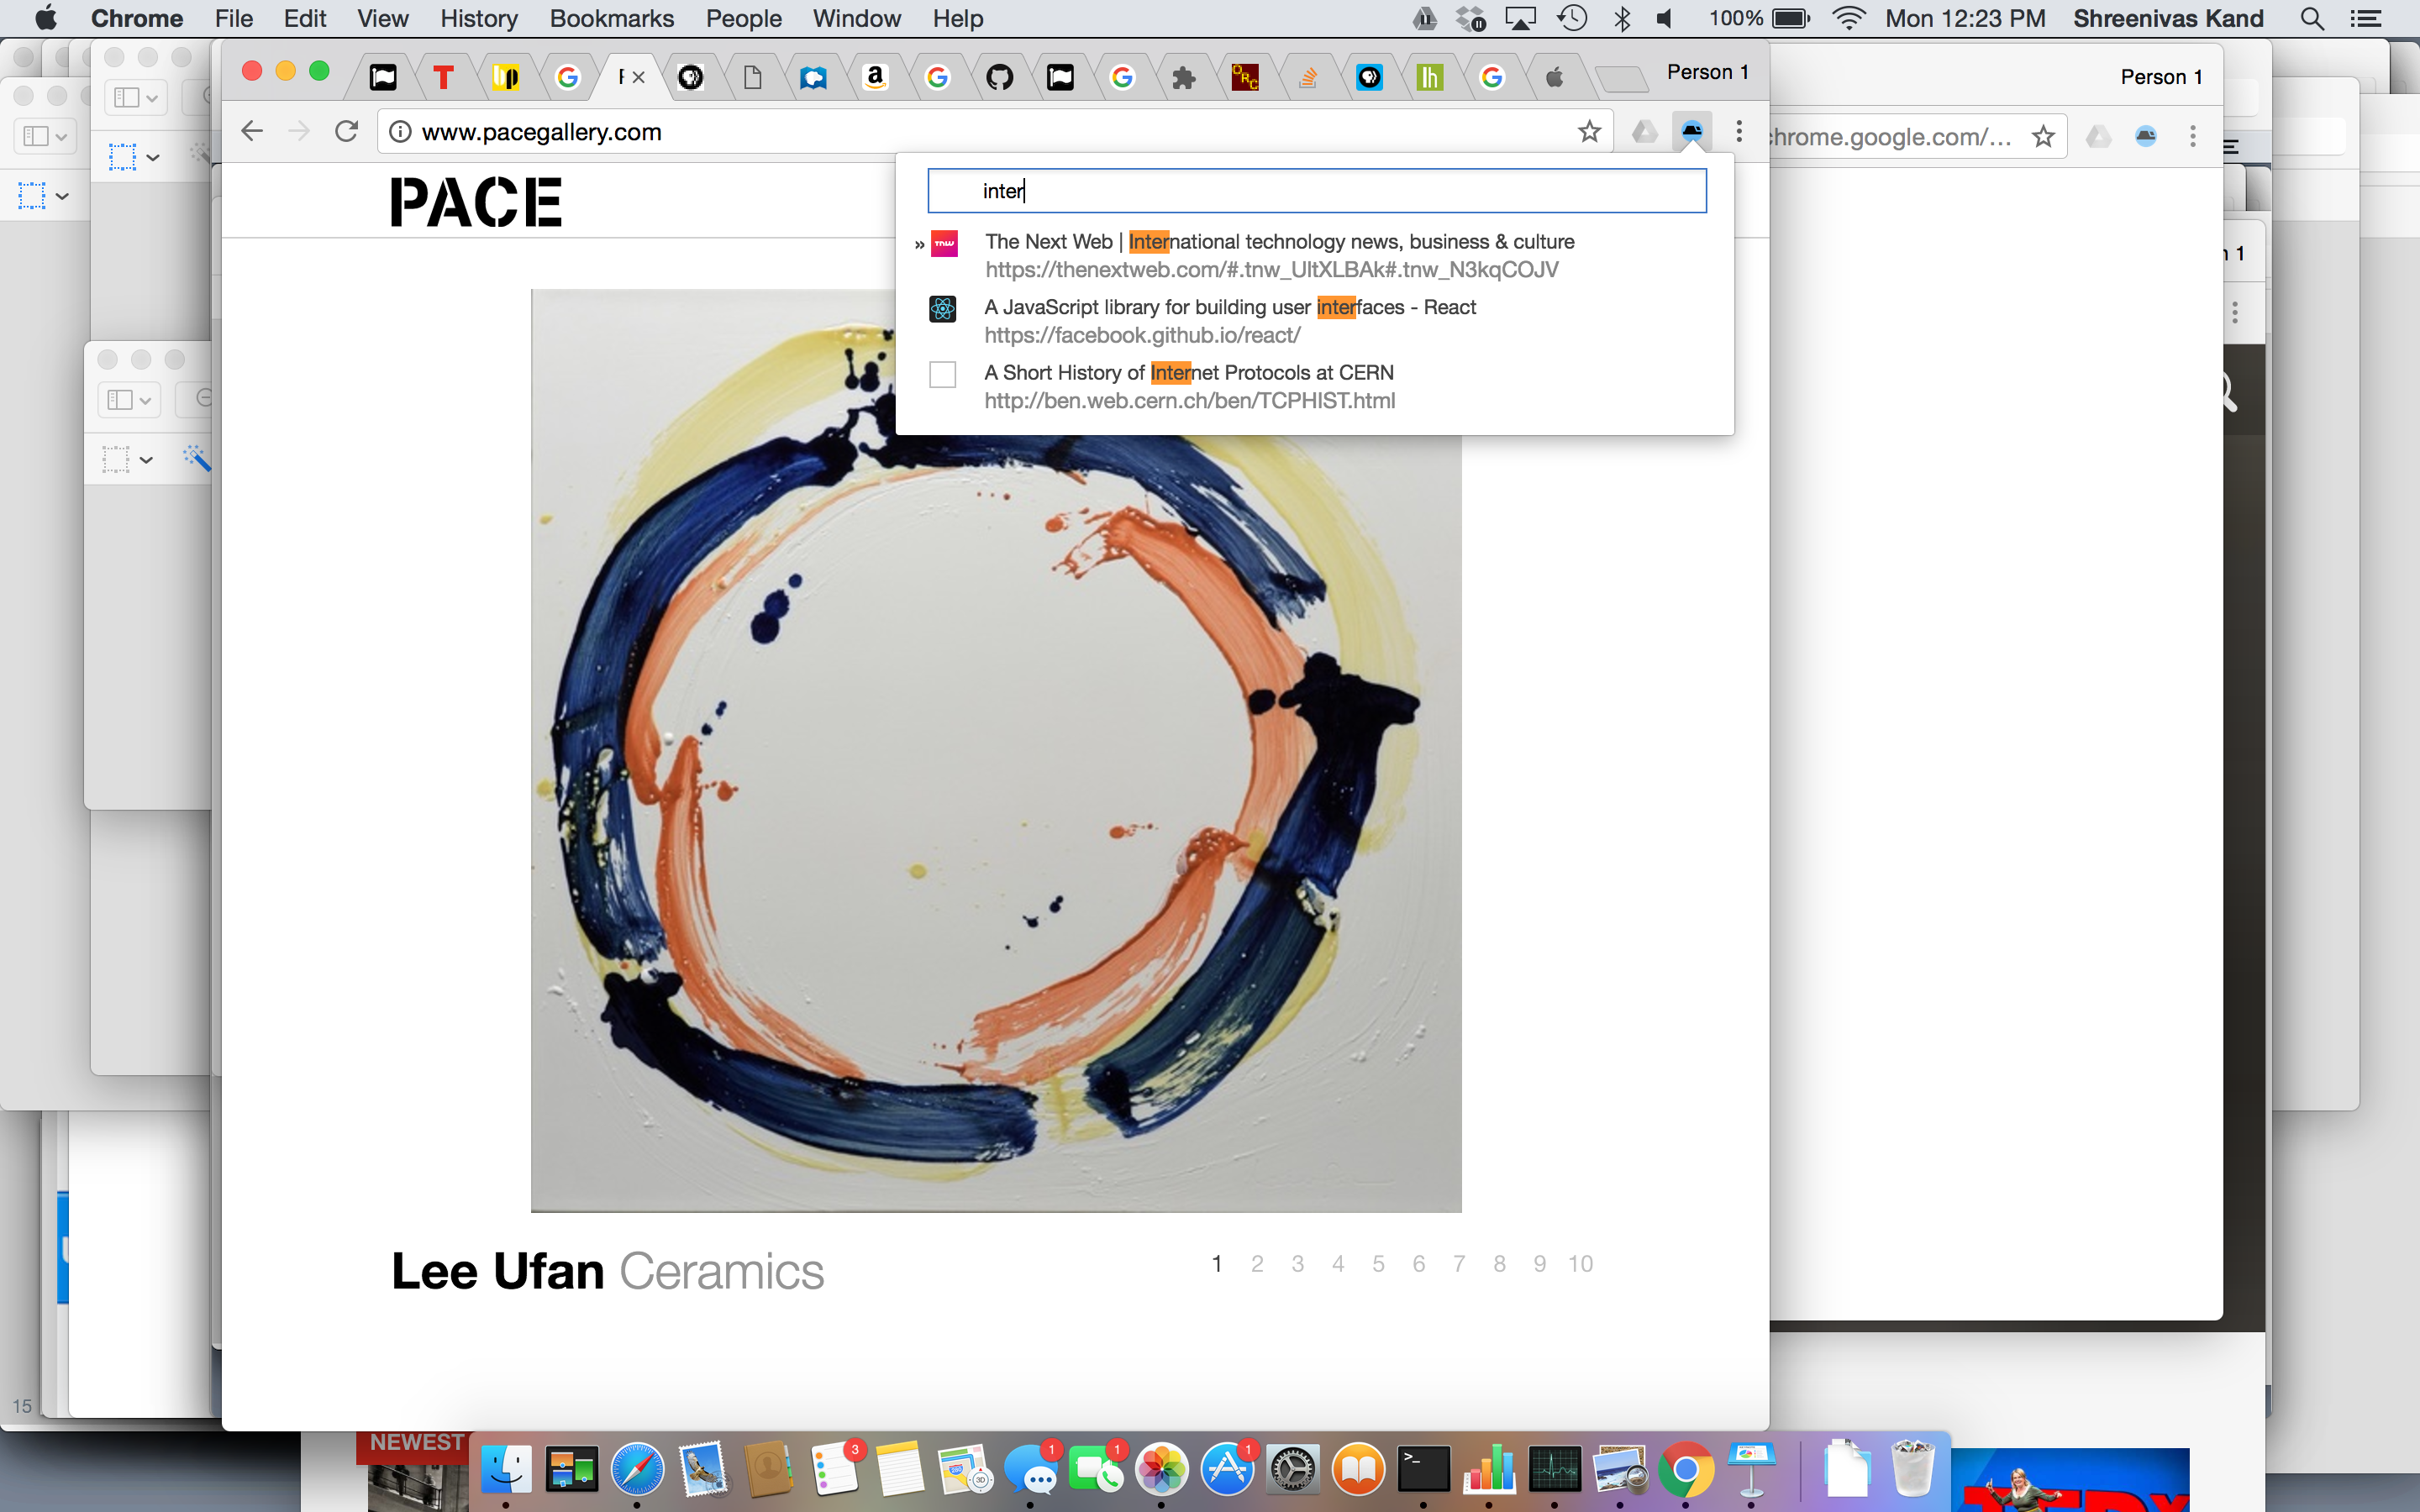 Chrome File Edit View History Bookmarks People Window Help 100% Mon 12:23 PM Shreenivas Kand
Person 1
Person 1
www.pacegallery.com
chrome.google.com/...
PACE
inter
» The Next Web | International technology news, business & culture
https://thenextweb.com/#.tnw_UltXLBAk#.tnw_N3kqCOJV
n 1
A JavaScript library for building user interfaces - React
https://facebook.github.io/react/
A Short History of Internet Protocols at CERN
http://ben.web.cern.ch/ben/TCPHIST.html
Lee Ufan Ceramics
1 2 3 4 5 6 7 8 9 10
15
NEWEST
3
1
1
1